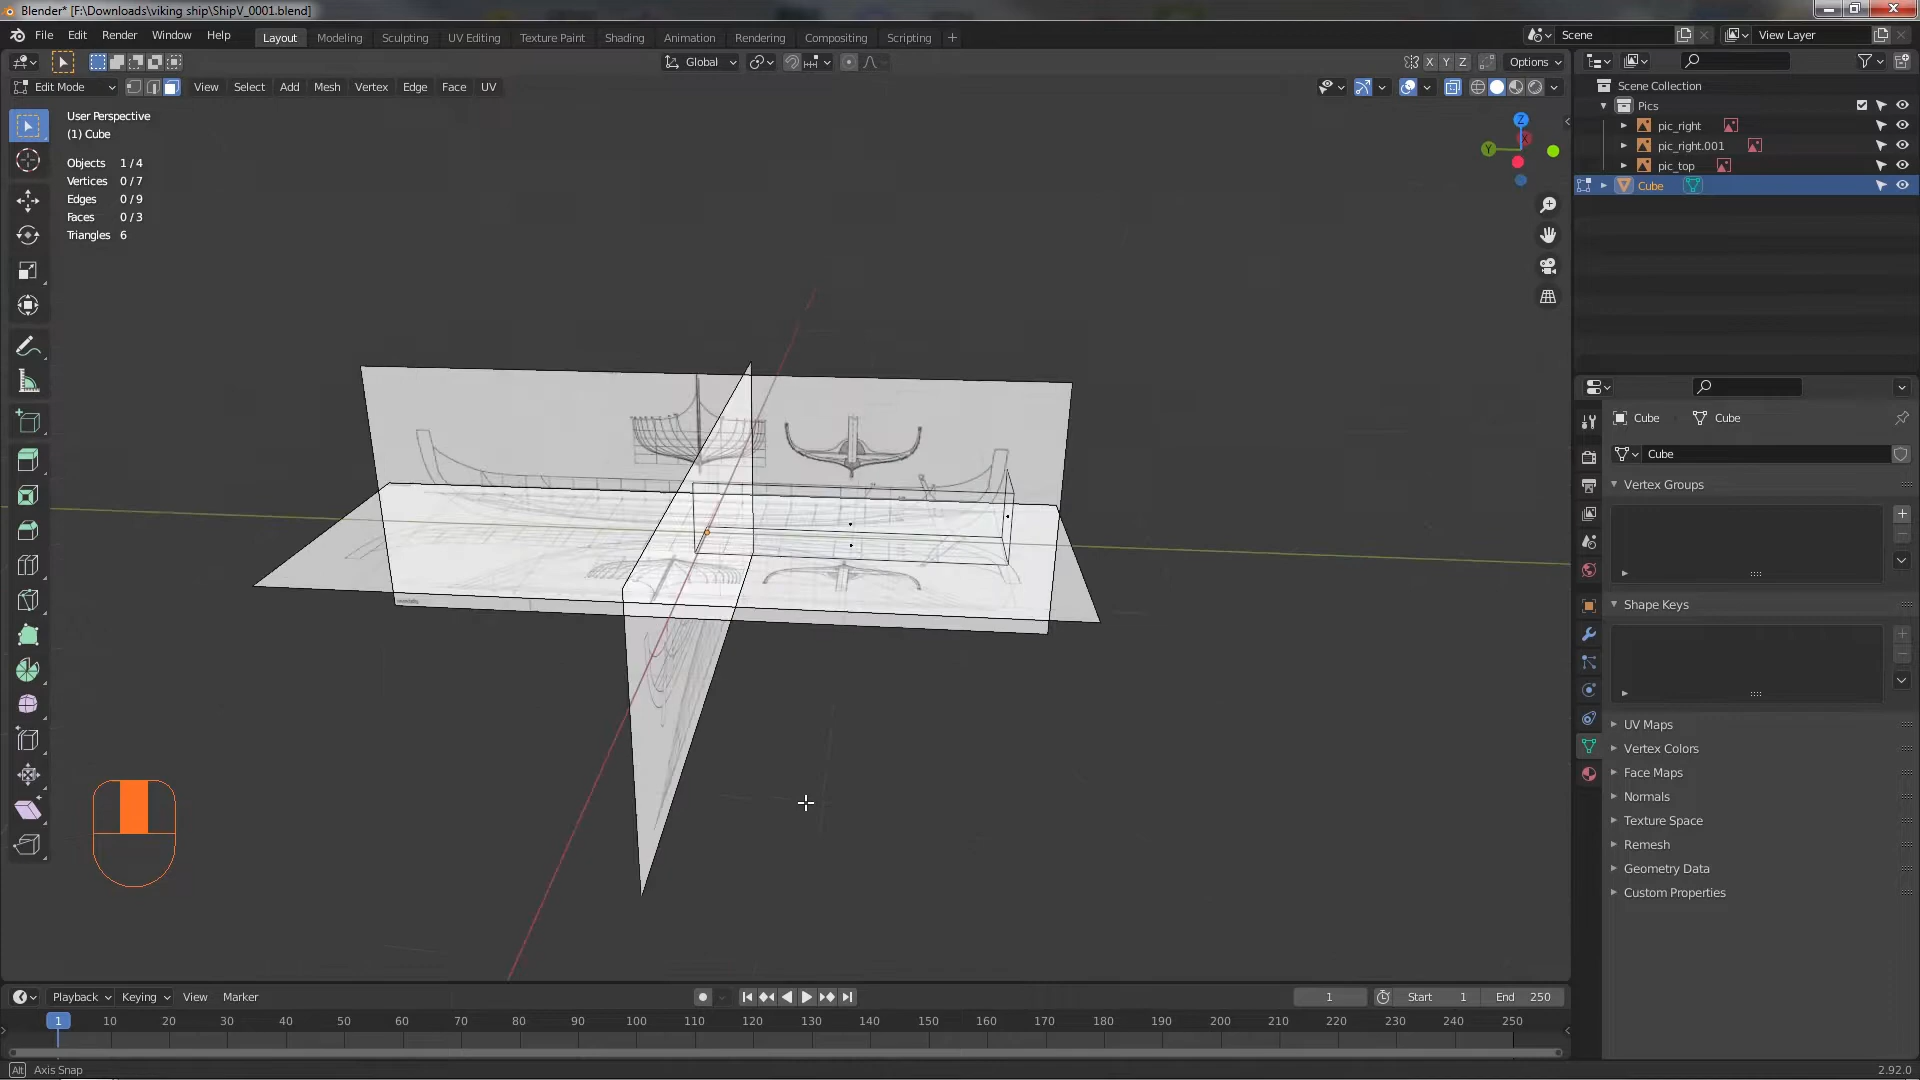 Blender* [F:\Downloads\viking ship\ShipV_0001.blend]
File Edit Render Window Help
Layout Modeling Sculpting UV Editing Texture Paint Shading Animation Rendering Compositing Scripting +
Scene
View Layer
Global
X Y Z
Options
Edit Mode
View Select Add Mesh Vertex Edge Face UV
User Perspective
(1) Cube
Objects 1 / 4
Vertices 0 / 7
Edges 0 / 9
Faces 0 / 3
Triangles 6
Z
Y
X
Scene Collection
Pics
pic_right
pic_right.001
pic_top
Cube
Cube Cube
Cube
Vertex Groups
Shape Keys
UV Maps
Vertex Colors
Face Maps
Normals
Texture Space
Remesh
Geometry Data
Custom Properties
Playback Keying View Marker
1
Start 1
End 250
1 10 20 30 40 50 60 70 80 90 100 110 120 130 140 150 160 170 180 190 200 210 220 230 240 250
Alt Axis Snap
2.92.0